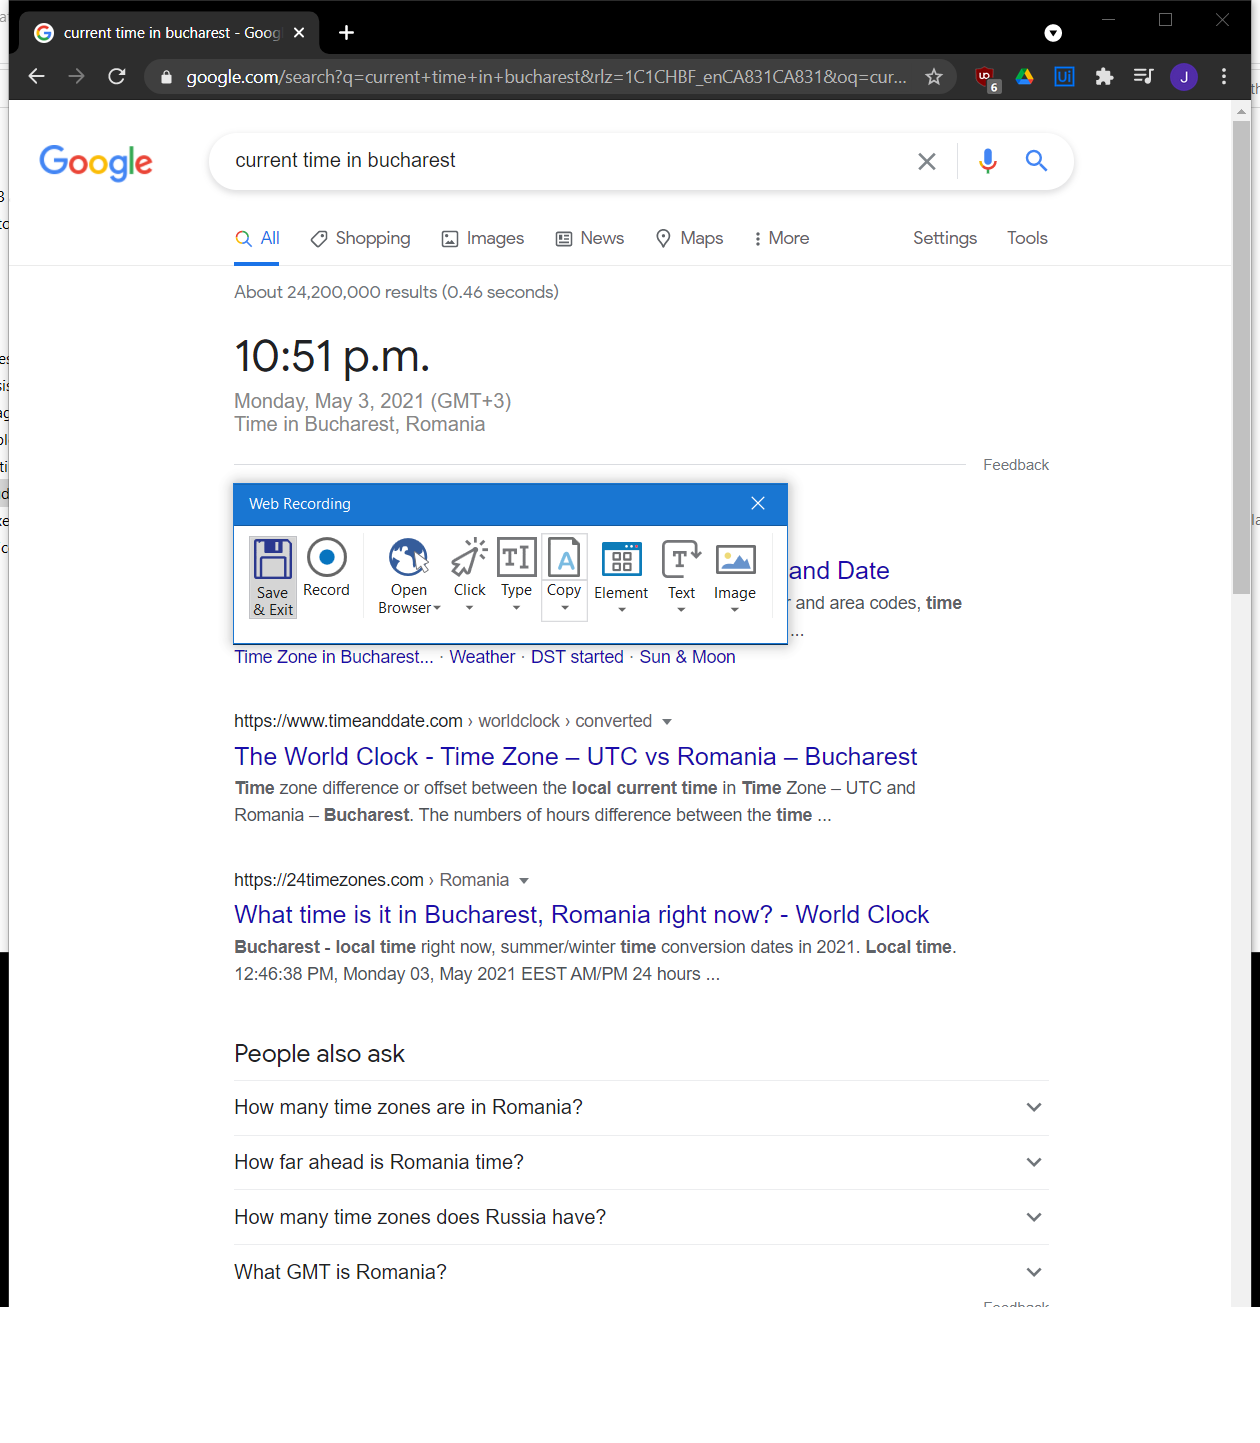 current time in bucharest - Goog
google.com/search?q=current+time+in+bucharest&rlz=1C1CHBF_enCA831CA831&oq=cur...
6
Ui
J
Google
current time in bucharest
All
Shopping
Images
News
Maps
More
Settings
Tools
About 24,200,000 results (0.46 seconds)
10:51 p.m.
Monday, May 3, 2021 (GMT+3)
Time in Bucharest, Romania
Feedback
Web Recording
Save & Exit
Record
Open Browser
Click
Type
Copy
Element
Text
Image
and Date
and area codes, time
...
Time Zone in Bucharest... · Weather · DST started · Sun & Moon
https://www.timeanddate.com › worldclock › converted
The World Clock - Time Zone – UTC vs Romania – Bucharest
Time zone difference or offset between the local current time in Time Zone – UTC and
Romania – Bucharest. The numbers of hours difference between the time ...
https://24timezones.com › Romania
What time is it in Bucharest, Romania right now? - World Clock
Bucharest - local time right now, summer/winter time conversion dates in 2021. Local time.
12:46:38 PM, Monday 03, May 2021 EEST AM/PM 24 hours ...
People also ask
How many time zones are in Romania?
How far ahead is Romania time?
How many time zones does Russia have?
What GMT is Romania?
Feedback